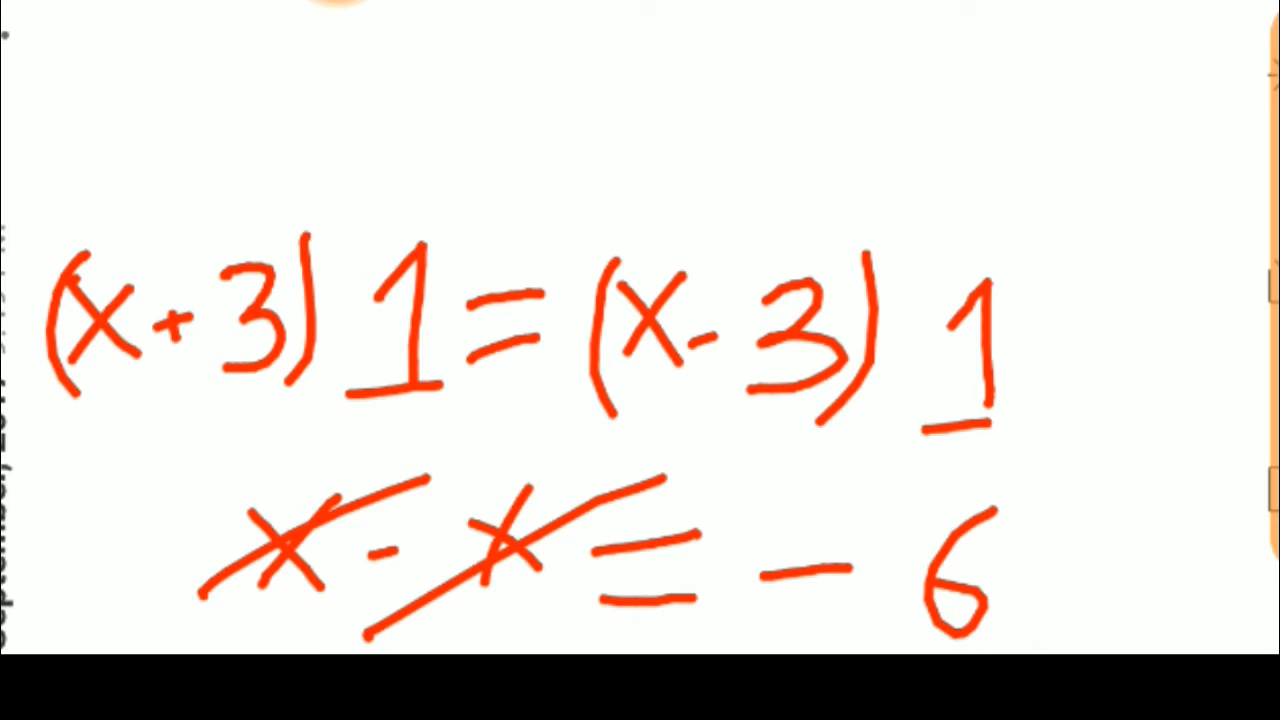 (x+3) 1 = (x-3) 1
x - x = - 6